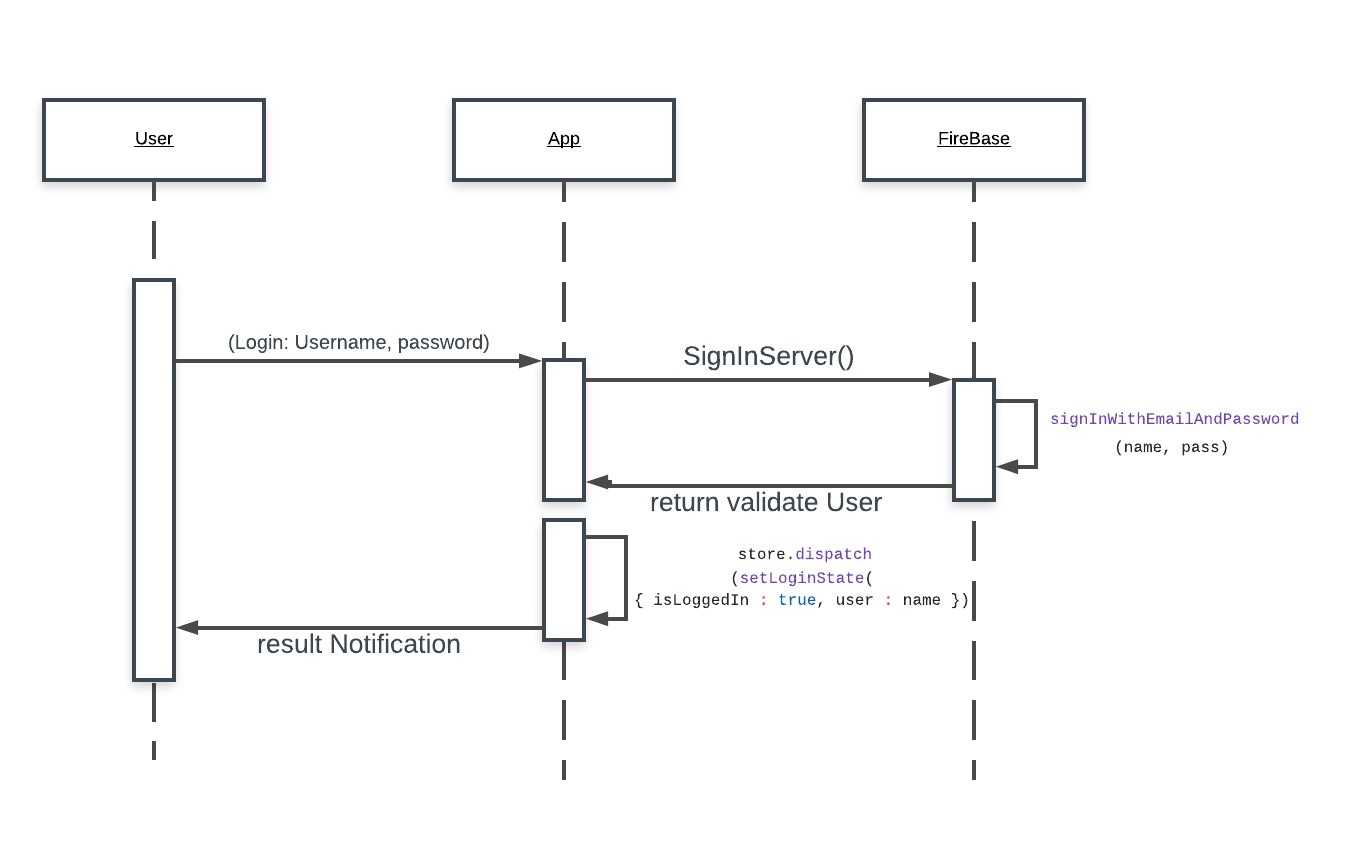 User
App
FireBase
(Login: Username, password)
SignInServer()
signInWithEmailAndPassword
(name, pass)
return validate User
store.dispatch
(setLoginState(
{ isLoggedIn : true, user : name })
result Notification